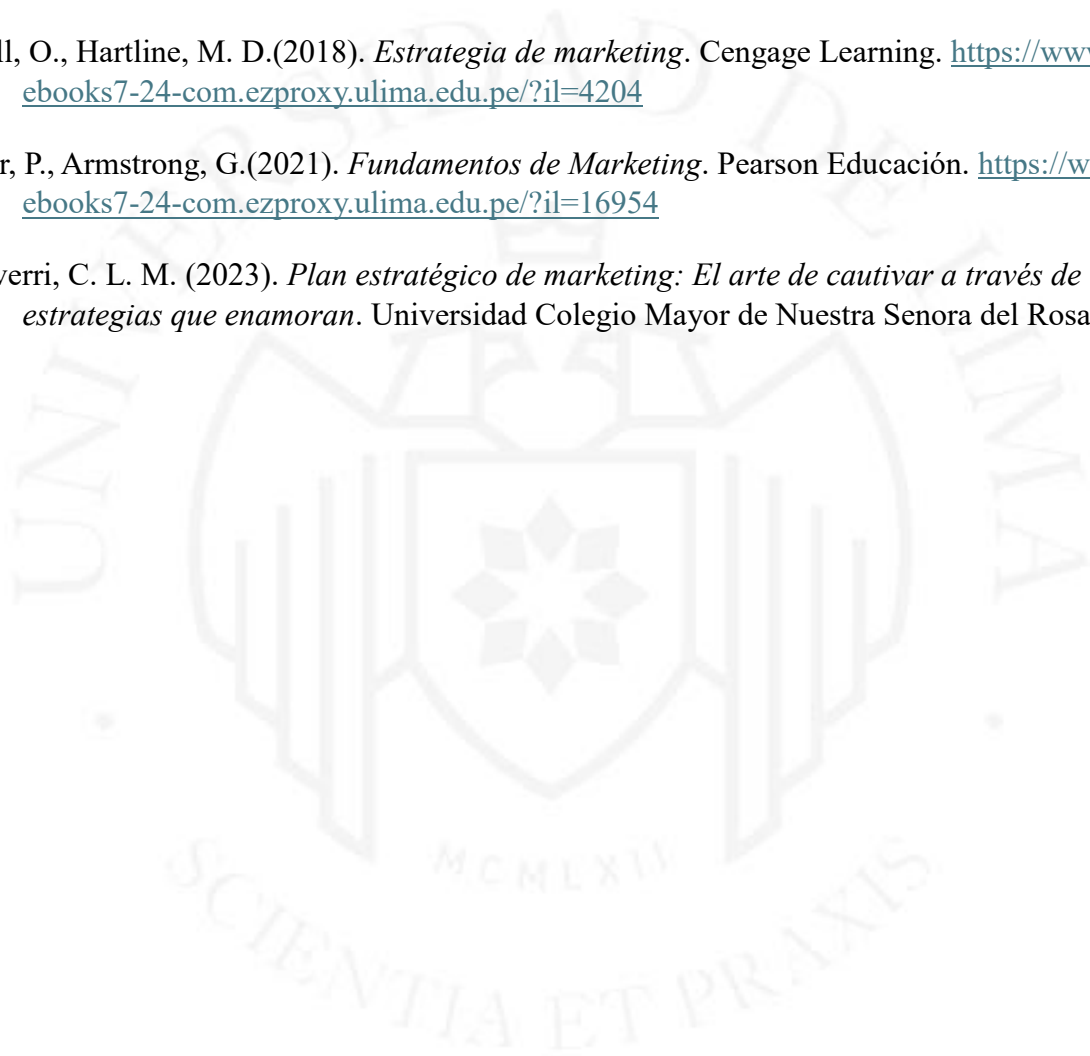 ll, O., Hartline, M. D.(2018). Estrategia de marketing. Cengage Learning. https://www
ebooks7-24-com.ezproxy.ulima.edu.pe/?il=4204
r, P., Armstrong, G.(2021). Fundamentos de Marketing. Pearson Educación. https://w
ebooks7-24-com.ezproxy.ulima.edu.pe/?il=16954
verri, C. L. M. (2023). Plan estratégico de marketing: El arte de cautivar a través de
estrategias que enamoran. Universidad Colegio Mayor de Nuestra Senora del Rosa
UNIVERSIDAD DE LIMA
MCMLXII
SCIENTIA ET PRAXIS